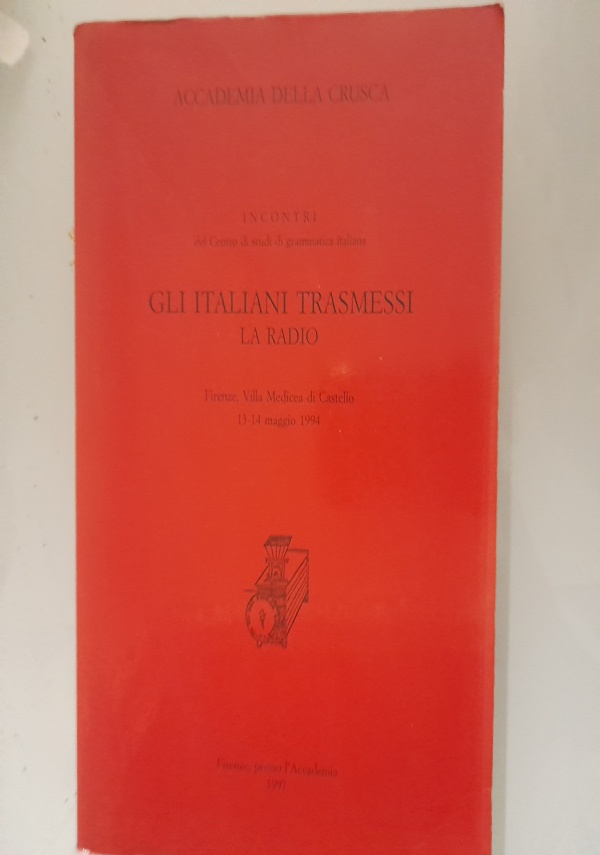 ACCADEMIA DELLA CRUSCA
INCONTRI
del Centro di studi di grammatica italiana
GLI ITALIANI TRASMESSI
LA RADIO
Firenze, Villa Medicea di Castello
13-14 maggio 1994
Firenze, presso l'Accademia
1997